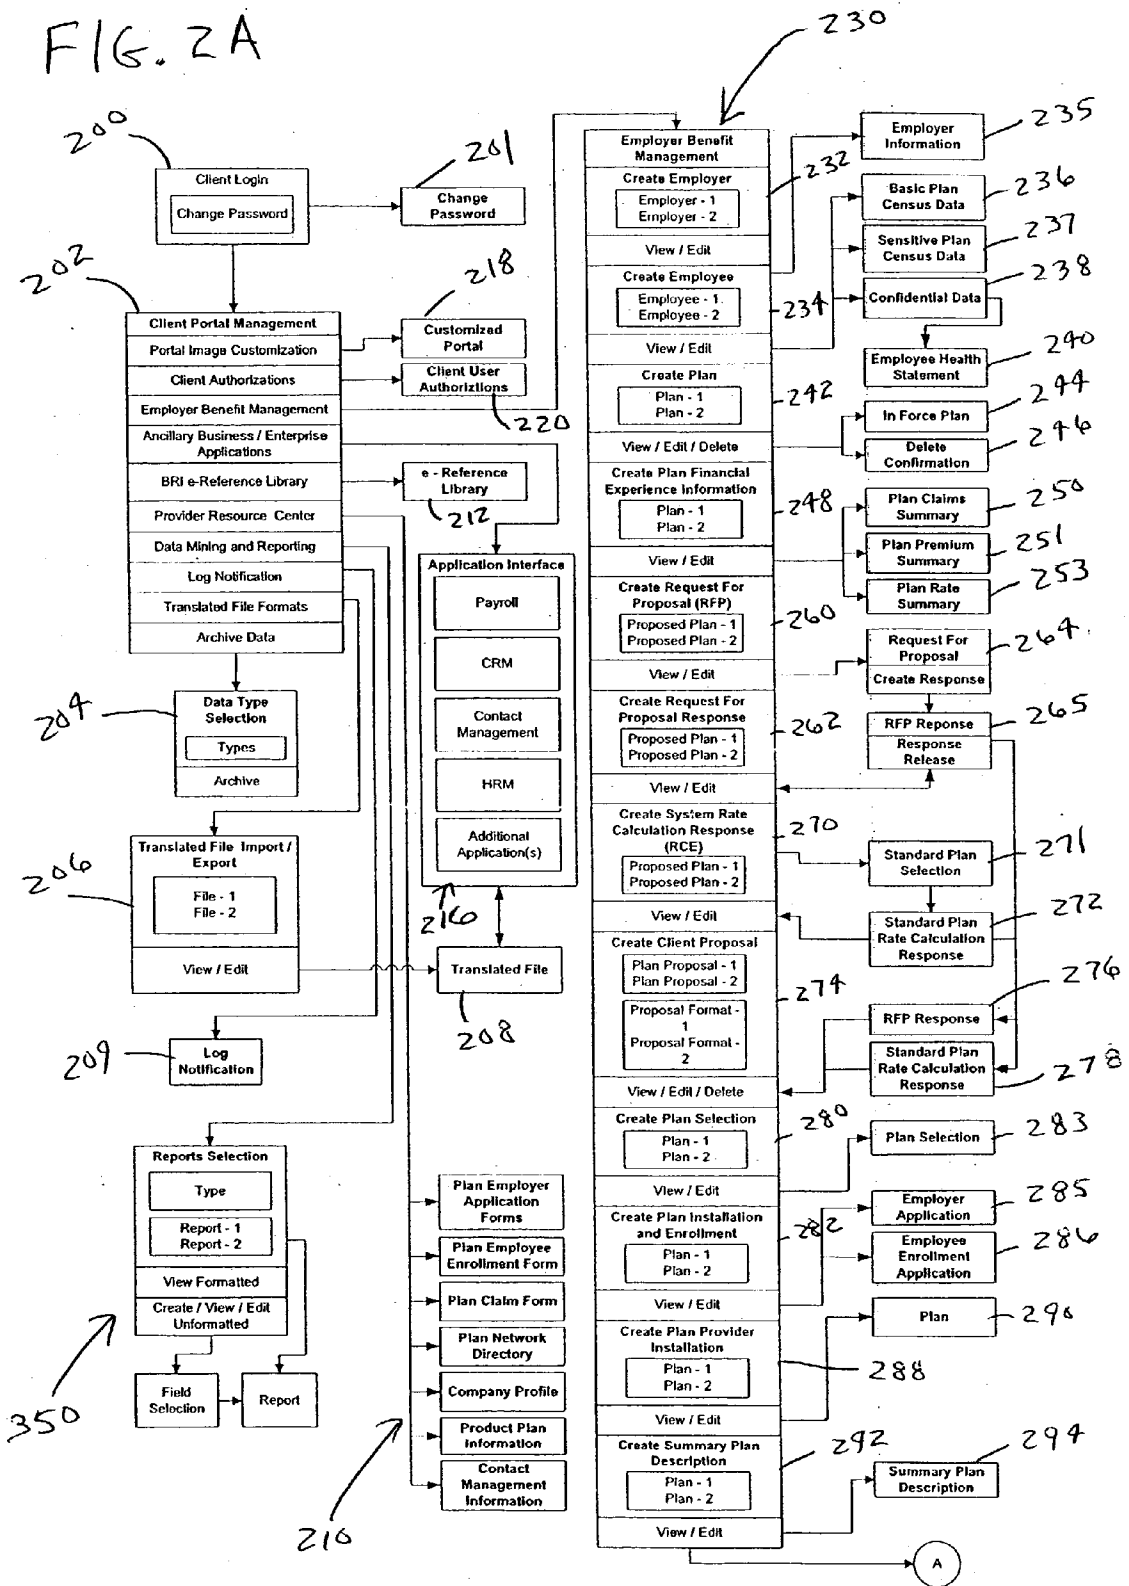 FIG. 2A
200
Client Login
Change Password
201
Change
Password
202
Client Portal Management
Portal Image Customization
Client Authorizations
Employer Benefit Management
Ancillary Business / Enterprise
Applications
BRI e-Reference Library
Provider Resource Center
Data Mining and Reporting
Log Notification
Translated File Formats
Archive Data
218
Customized
Portal
Client User
Authoriztions
220
e - Reference
Library
212
204
Data Type
Selection
Types
Archive
206
Translated File Import /
Export
File - 1
File - 2
View / Edit
Application Interface
Payroll
CRM
Contact
Management
HRM
Additional
Application(s)
216
Translated File
208
209
Log
Notification
Reports Selection
Type
Report - 1
Report - 2
View Formatted
Create / View / Edit
Unformatted
350
Field
Selection
Report
Plan Employer
Application
Forms
Plan Employee
Enrollment Form
Plan Claim Form
Plan Network
Directory
Company Profile
Product Plan
Information
Contact
Management
Information
210
230
Employer Benefit
Management
Create Employer
232
Employer - 1
Employer - 2
View / Edit
Create Employee
234
Employee - 1
Employee - 2
View / Edit
Create Plan
242
Plan - 1
Plan - 2
View / Edit / Delete
Create Plan Financial
Experience Information
248
Plan - 1
Plan - 2
View / Edit
Create Request For
Proposal (RFP)
260
Proposed Plan - 1
Proposed Plan - 2
View / Edit
Create Request For
Proposal Response
262
Proposed Plan - 1
Proposed Plan - 2
View / Edit
Create System Rate
Calculation Response
(RCE)
270
Proposed Plan - 1
Proposed Plan - 2
View / Edit
Create Client Proposal
274
Plan Proposal - 1
Plan Proposal - 2
Proposal Format -
1
Proposal Format -
2
View / Edit / Delete
Create Plan Selection
280
Plan - 1
Plan - 2
View / Edit
Create Plan Installation
and Enrollment
282
Plan - 1
Plan - 2
View / Edit
Create Plan Provider
Installation
288
Plan - 1
Plan - 2
View / Edit
Create Summary Plan
Description
292
Plan - 1
Plan - 2
View / Edit
Employer
Information
235
Basic Plan
Census Data
236
Sensitive Plan
Census Data
237
Confidential Data
238
Employee Health
Statement
240
In Force Plan
244
Delete
Confirmation
246
Plan Claims
Summary
250
Plan Premium
Summary
251
Plan Rate
Summary
253
Request For
Proposal
Create Response
264
RFP Reponse
Response
Release
265
Standard Plan
Selection
271
Standard Plan
Rate Calculation
Response
272
RFP Response
276
Standard Plan
Rate Calculation
Response
278
Plan Selection
283
Employer
Application
285
Employee
Enrollment
Application
286
Plan
290
Summary Plan
Description
294
A